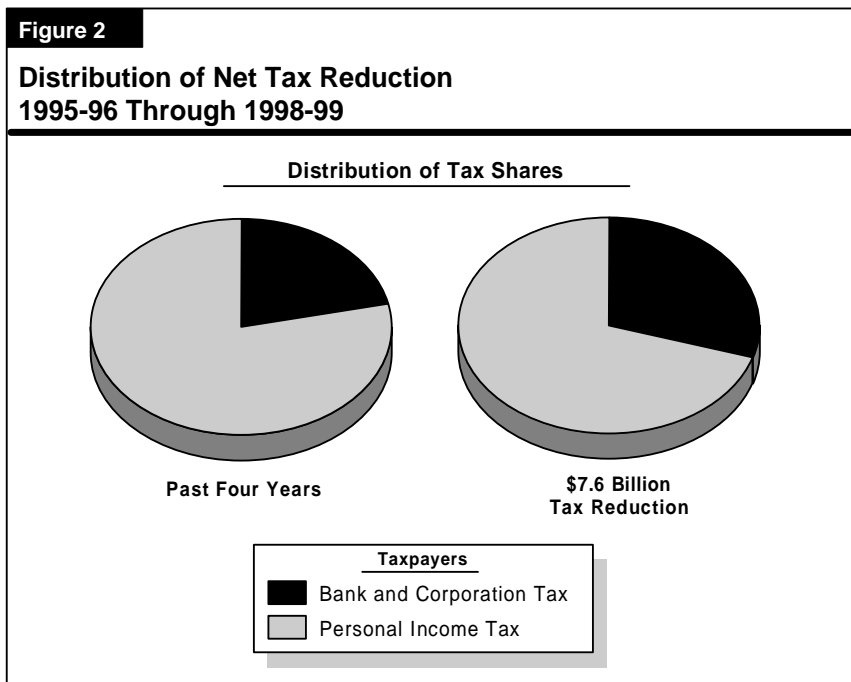 Figure 2
Distribution of Net Tax Reduction
1995-96 Through 1998-99
Distribution of Tax Shares
Past Four Years
$7.6 Billion
Tax Reduction
Taxpayers
Bank and Corporation Tax
Personal Income Tax